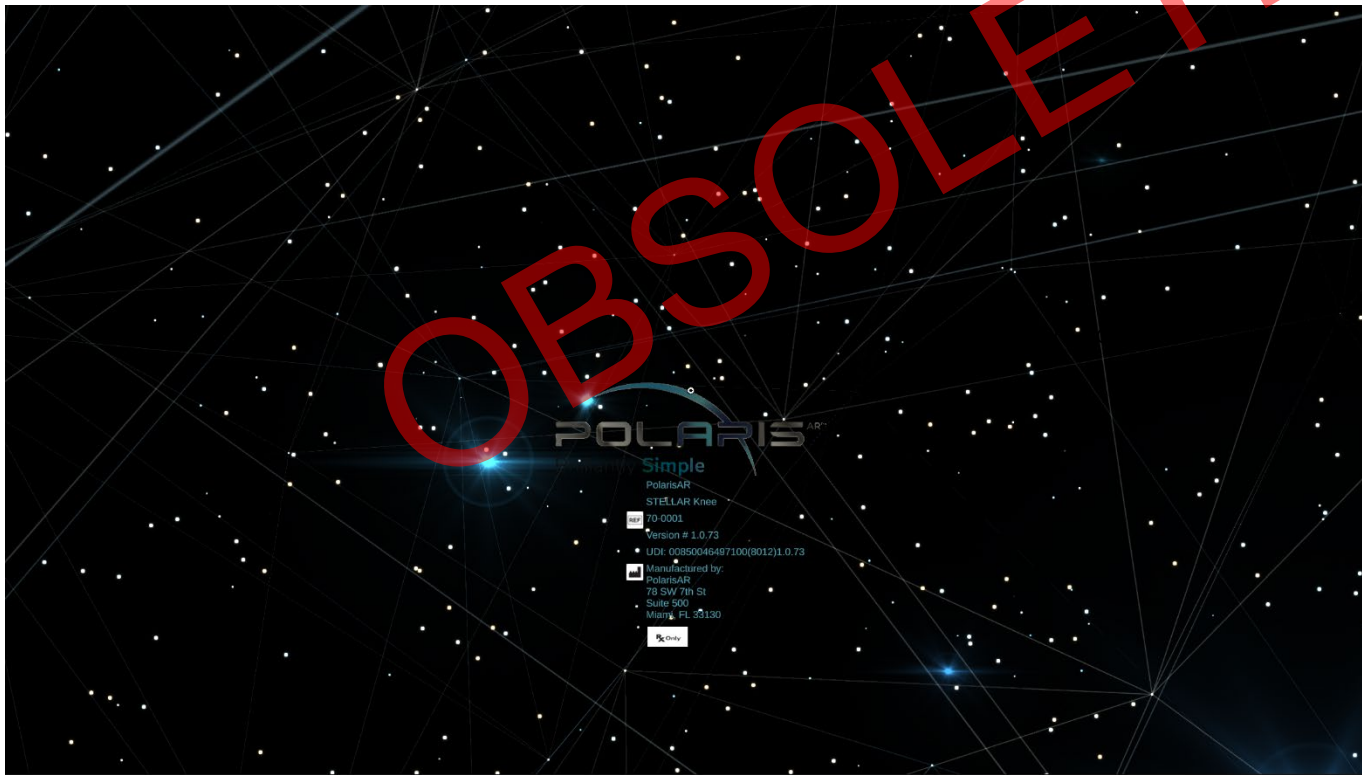 OBSOLETE
POLARIS AR™
Simple
PolarisAR
STELLAR Knee
REF 70-0001
Version # 1.0.73
UDI: 00850046497100(8012)1.0.73
Manufactured by:
PolarisAR
78 SW 7th St
Suite 500
Miami, FL 33130
Rx Only